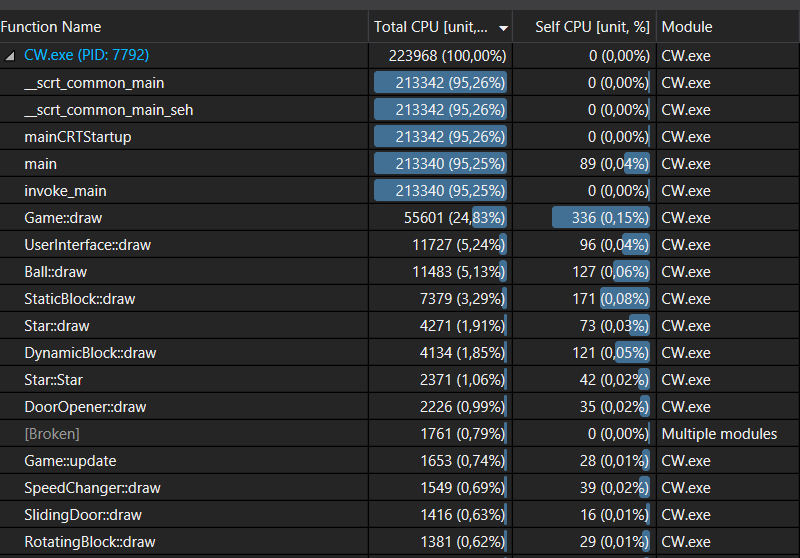 Function Name Total CPU [unit,... Self CPU [unit, %] Module
CW.exe (PID: 7792) 223968 (100,00%) 0 (0,00%) CW.exe
__scrt_common_main 213342 (95,26%) 0 (0,00%) CW.exe
__scrt_common_main_seh 213342 (95,26%) 0 (0,00%) CW.exe
mainCRTStartup 213342 (95,26%) 0 (0,00%) CW.exe
main 213340 (95,25%) 89 (0,04%) CW.exe
invoke_main 213340 (95,25%) 0 (0,00%) CW.exe
Game::draw 55601 (24,83%) 336 (0,15%) CW.exe
UserInterface::draw 11727 (5,24%) 96 (0,04%) CW.exe
Ball::draw 11483 (5,13%) 127 (0,06%) CW.exe
StaticBlock::draw 7379 (3,29%) 171 (0,08%) CW.exe
Star::draw 4271 (1,91%) 73 (0,03%) CW.exe
DynamicBlock::draw 4134 (1,85%) 121 (0,05%) CW.exe
Star::Star 2371 (1,06%) 42 (0,02%) CW.exe
DoorOpener::draw 2226 (0,99%) 35 (0,02%) CW.exe
[Broken] 1761 (0,79%) 0 (0,00%) Multiple modules
Game::update 1653 (0,74%) 28 (0,01%) CW.exe
SpeedChanger::draw 1549 (0,69%) 39 (0,02%) CW.exe
SlidingDoor::draw 1416 (0,63%) 16 (0,01%) CW.exe
RotatingBlock::draw 1381 (0,62%) 29 (0,01%) CW.exe